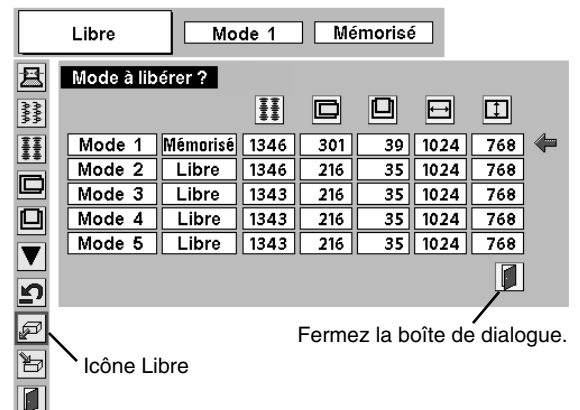 Libre Mode 1 Mémorisé
Mode à libérer ?
Mode 1 Mémorisé 1346 301 39 1024 768
Mode 2 Libre 1346 216 35 1024 768
Mode 3 Libre 1343 216 35 1024 768
Mode 4 Libre 1343 216 35 1024 768
Mode 5 Libre 1343 216 35 1024 768
Fermez la boîte de dialogue.
Icône Libre